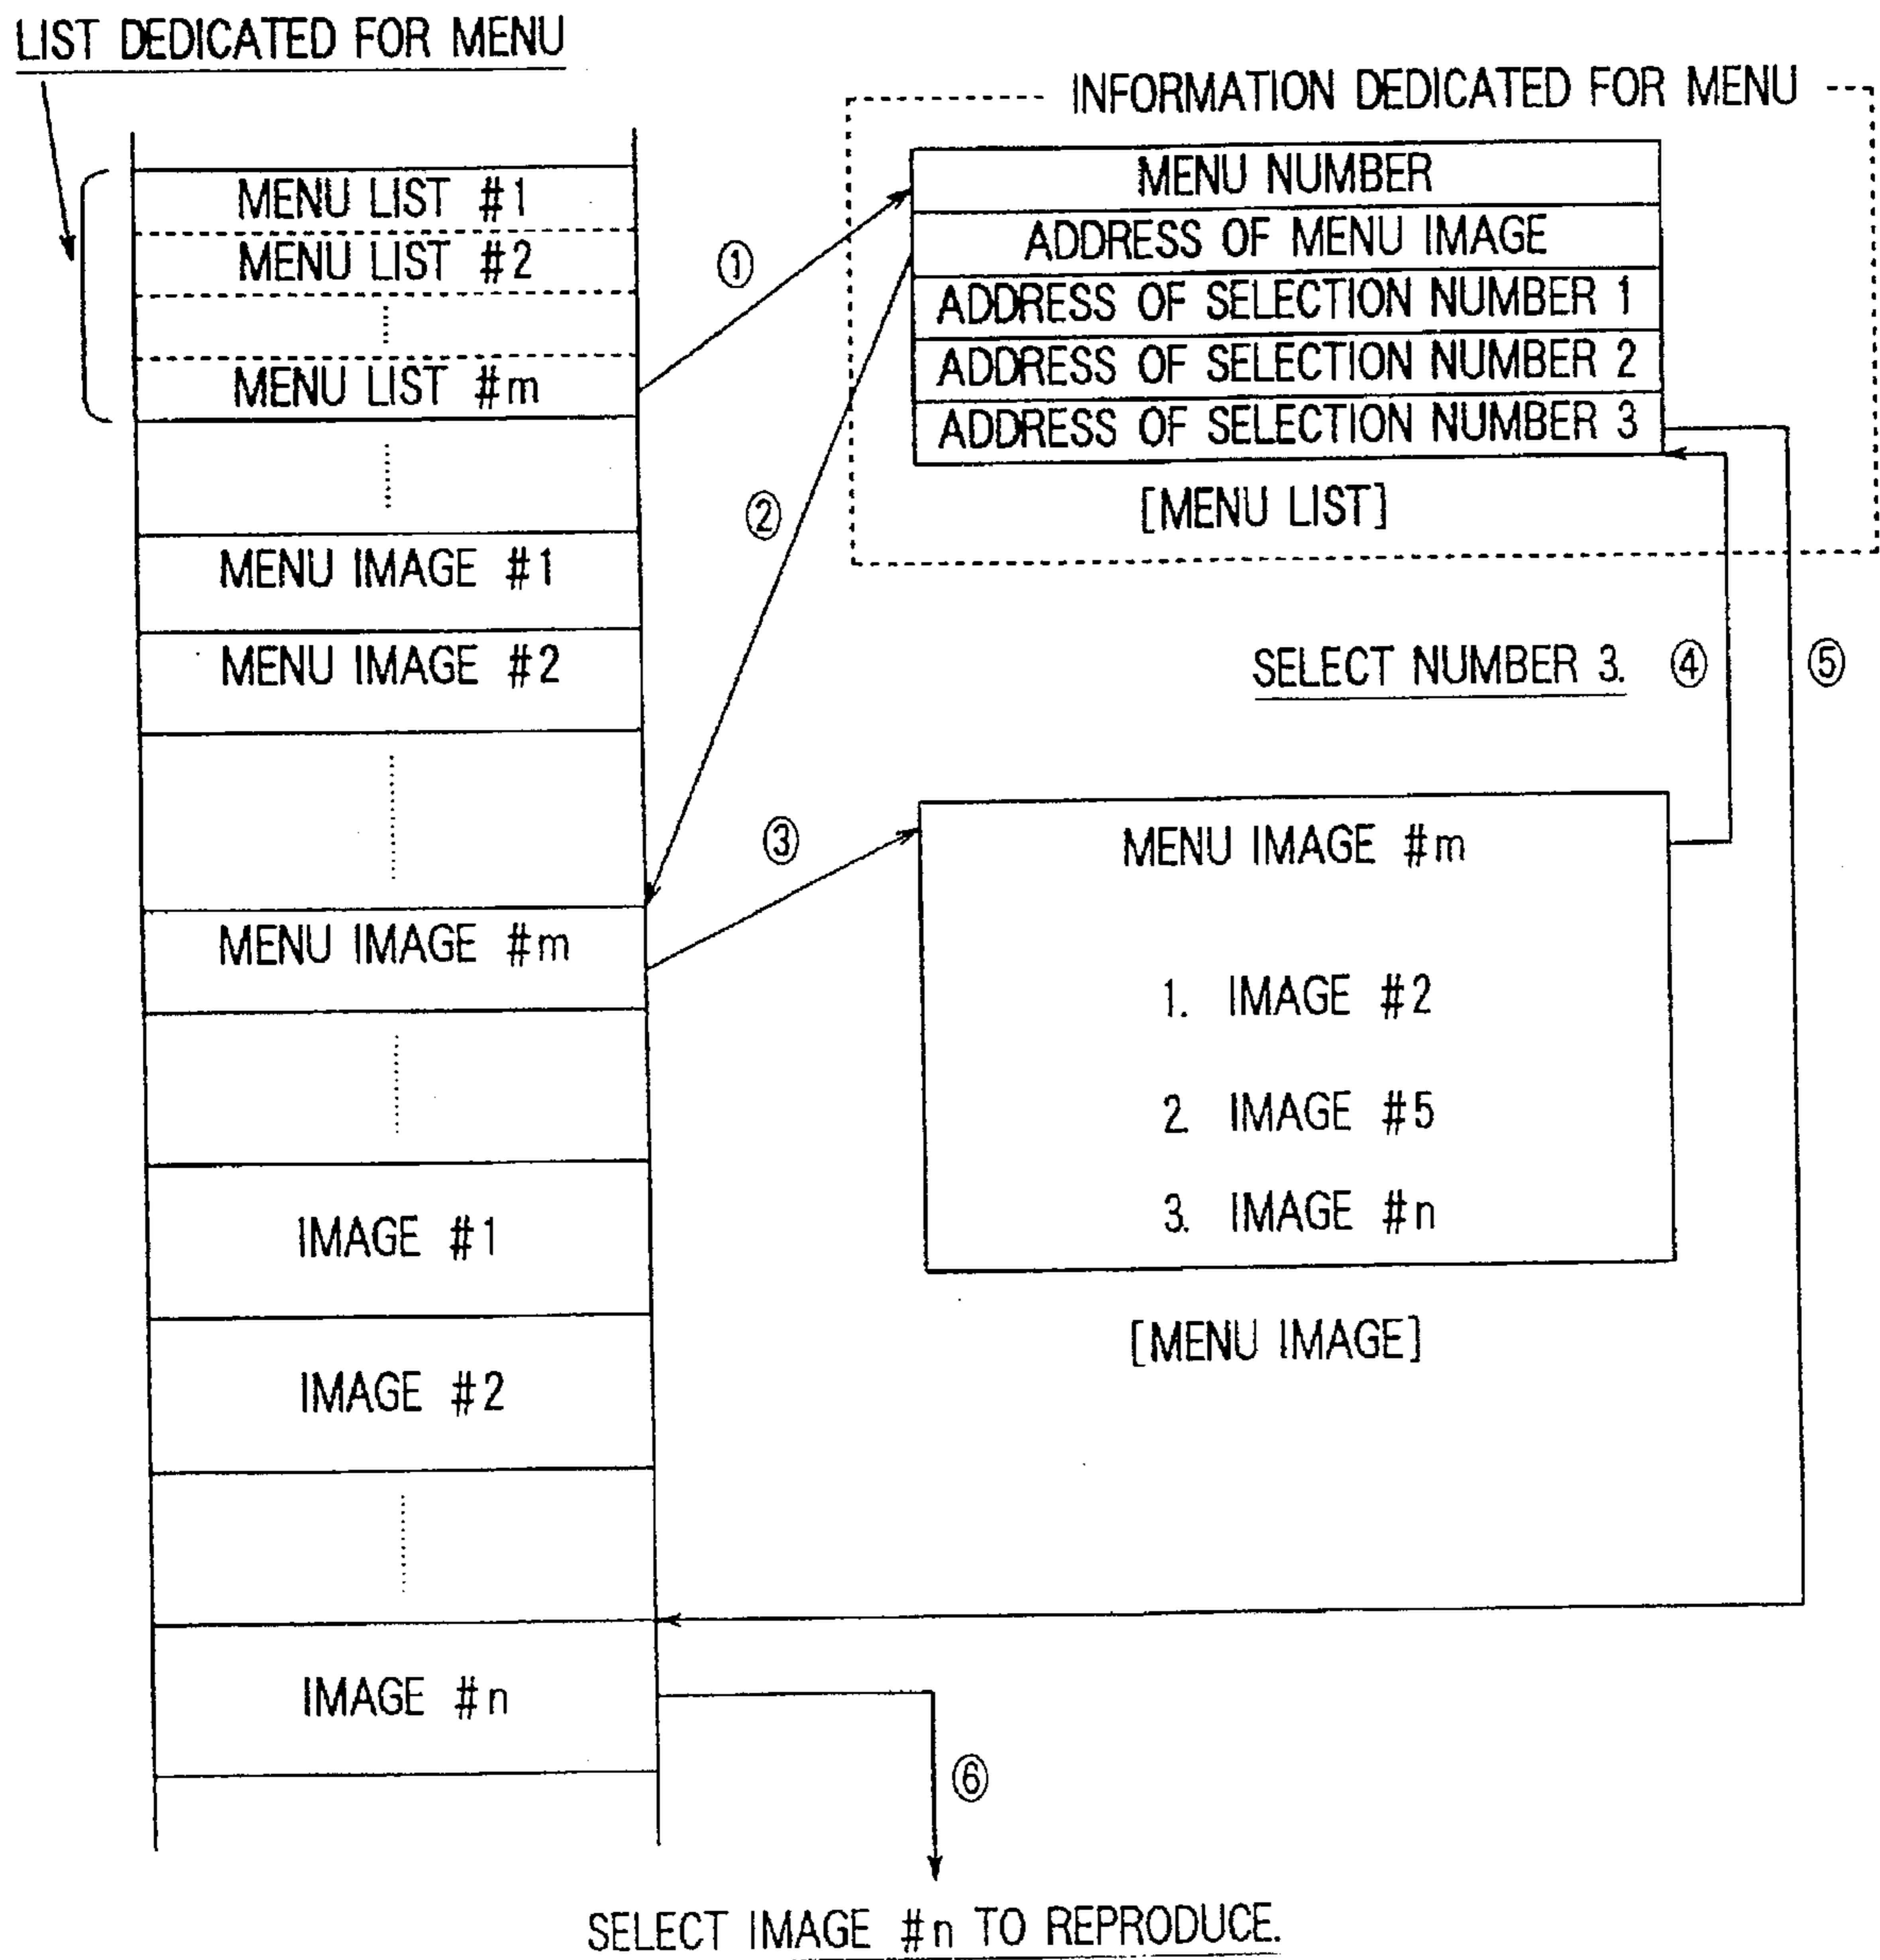 LIST DEDICATED FOR MENU
MENU LIST #1
MENU LIST #2
MENU LIST #m
MENU IMAGE #1
MENU IMAGE #2
MENU IMAGE #m
IMAGE #1
IMAGE #2
IMAGE #n
①
②
③
INFORMATION DEDICATED FOR MENU
MENU NUMBER
ADDRESS OF MENU IMAGE
ADDRESS OF SELECTION NUMBER 1
ADDRESS OF SELECTION NUMBER 2
ADDRESS OF SELECTION NUMBER 3
[MENU LIST]
SELECT NUMBER 3. ④ ⑤
MENU IMAGE #m
1. IMAGE #2
2. IMAGE #5
3. IMAGE #n
[MENU IMAGE]
⑥
SELECT IMAGE #n TO REPRODUCE.